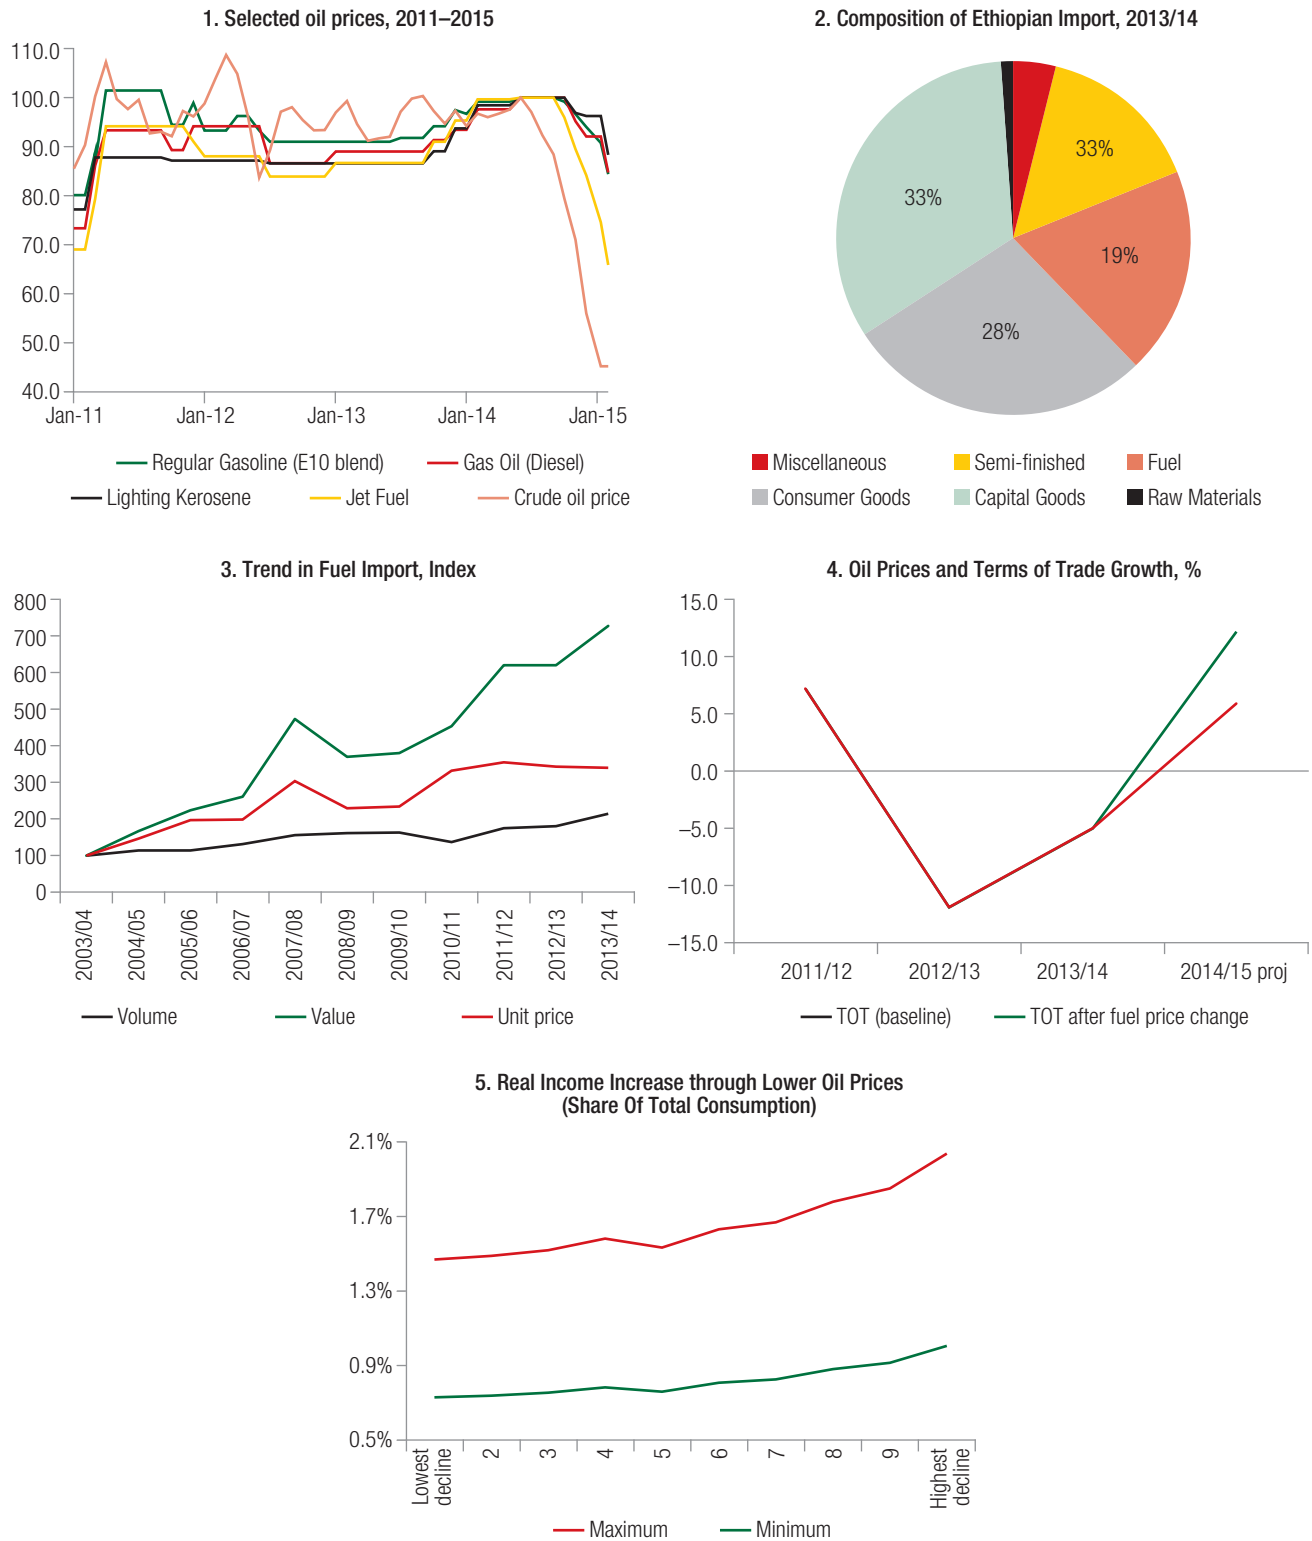 1. Selected oil prices, 2011–2015
110.0
100.0
90.0
80.0
70.0
60.0
50.0
40.0
Jan-11 Jan-12 Jan-13 Jan-14 Jan-15
Regular Gasoline (E10 blend) Gas Oil (Diesel)
Lighting Kerosene Jet Fuel Crude oil price
2. Composition of Ethiopian Import, 2013/14
33%
33%
19%
28%
Miscellaneous Semi-finished Fuel
Consumer Goods Capital Goods Raw Materials
3. Trend in Fuel Import, Index
800
700
600
500
400
300
200
100
0
2003/04 2004/05 2005/06 2006/07 2007/08 2008/09 2009/10 2010/11 2011/12 2012/13 2013/14
Volume Value Unit price
4. Oil Prices and Terms of Trade Growth, %
15.0
10.0
5.0
0.0
–5.0
–10.0
–15.0
2011/12 2012/13 2013/14 2014/15 proj
TOT (baseline) TOT after fuel price change
5. Real Income Increase through Lower Oil Prices
(Share Of Total Consumption)
2.1%
1.7%
1.3%
0.9%
0.5%
Lowest
decline
2 3 4 5 6 7 8 9
Highest
decline
Maximum Minimum